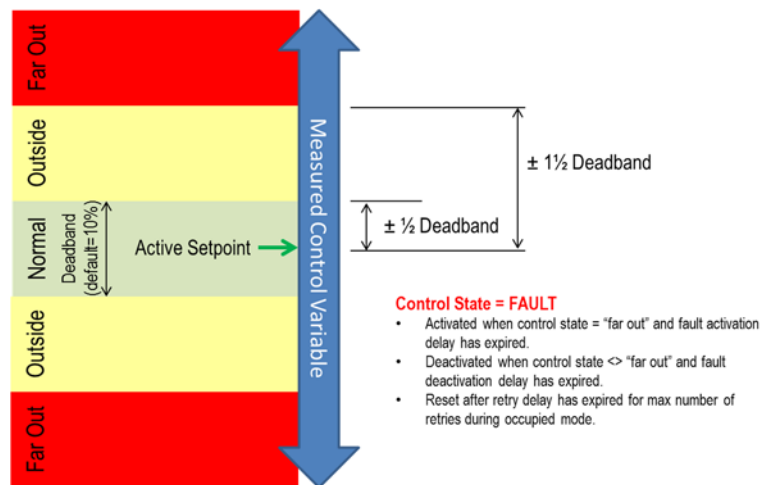 Far Out
Outside
Normal
Deadband
(default=10%)
Active Setpoint
Outside
Far Out
Measured Control Variable
± 1½ Deadband
± ½ Deadband
Control State = FAULT
• Activated when control state = “far out” and fault activation
delay has expired.
• Deactivated when control state <> “far out” and fault
deactivation delay has expired.
• Reset after retry delay has expired for max number of
retries during occupied mode.